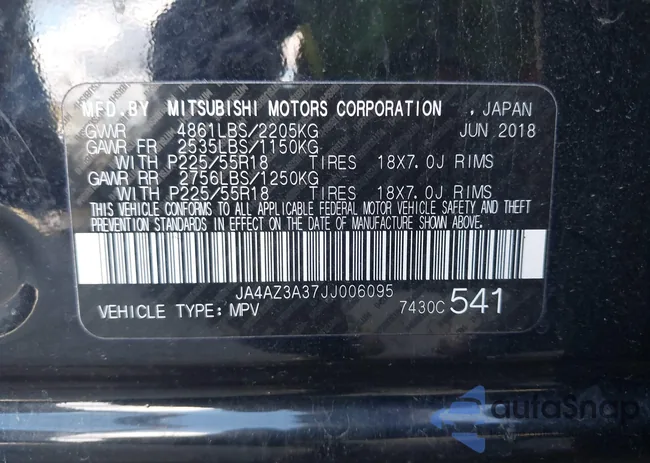 MFD.BY MITSUBISHI MOTORS CORPORATION , JAPAN
GVWR 4861LBS/2205KG JUN 2018
GAWR FR 2535LBS/1150KG
WITH P225/55R18 TIRES 18X7.0J RIMS
GAWR RR 2756LBS/1250KG
WITH P225/55R18 TIRES 18X7.0J RIMS
THIS VEHICLE CONFORMS TO ALL APPLICABLE FEDERAL MOTOR VEHICLE SAFETY AND THEFT
PREVENTION STANDARDS IN EFFECT ON THE DATE OF MANUFACTURE SHOWN ABOVE.
JA4AZ3A37JJ006095
VEHICLE TYPE:MPV 7430C 541
autoSnap